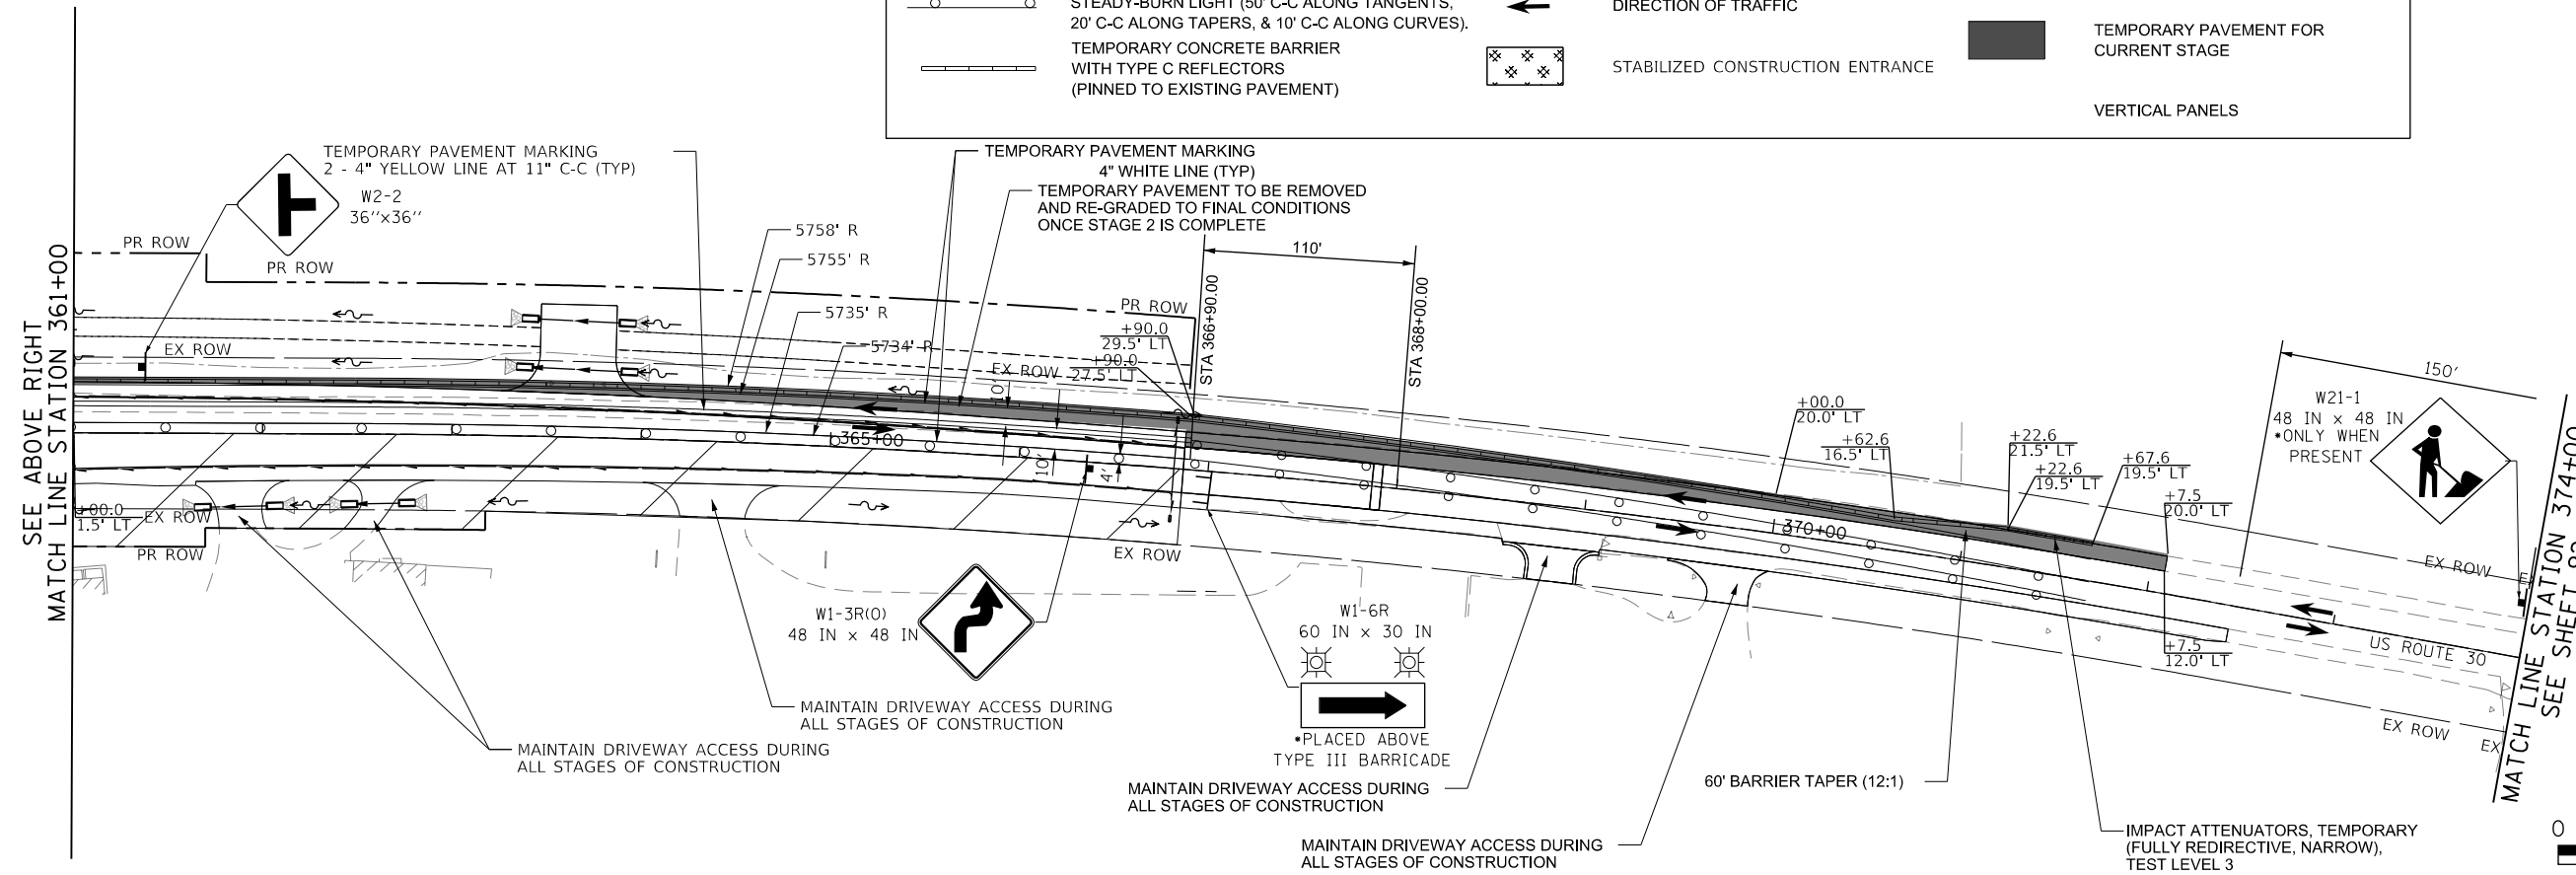 STEADY-BURN LIGHT (50' C-C ALONG TANGENTS,
20' C-C ALONG TAPERS, & 10' C-C ALONG CURVES).
TEMPORARY CONCRETE BARRIER
WITH TYPE C REFLECTORS
(PINNED TO EXISTING PAVEMENT)
DIRECTION OF TRAFFIC
STABILIZED CONSTRUCTION ENTRANCE
TEMPORARY PAVEMENT FOR
CURRENT STAGE
VERTICAL PANELS
SEE ABOVE RIGHT
MATCH LINE STATION 361+00
TEMPORARY PAVEMENT MARKING
2 - 4" YELLOW LINE AT 11" C-C (TYP)
W2-2
36''x36''
PR ROW
PR ROW
EX ROW
TEMPORARY PAVEMENT MARKING
4" WHITE LINE (TYP)
TEMPORARY PAVEMENT TO BE REMOVED
AND RE-GRADED TO FINAL CONDITIONS
ONCE STAGE 2 IS COMPLETE
5758' R
5755' R
5735' R
5734' R
PR ROW
+90.0
29.5' LT
+90.0
27.5' LT
EX ROW
STA 366+90.00
110'
STA 368+00.00
10'
10'
4'
365+00
+00.0
1.5' LT
EX ROW
PR ROW
EX ROW
+00.0
20.0' LT
+62.6
16.5' LT
+22.6
21.5' LT
+22.6
19.5' LT
+67.6
19.5' LT
+7.5
20.0' LT
370+00
150'
W21-1
48 IN x 48 IN
*ONLY WHEN
PRESENT
EX ROW
US ROUTE 30
+7.5
12.0' LT
EX ROW
EX
MATCH LINE STATION 374+00
SEE SHEET
W1-3R(O)
48 IN x 48 IN
W1-6R
60 IN x 30 IN
*PLACED ABOVE
TYPE III BARRICADE
MAINTAIN DRIVEWAY ACCESS DURING
ALL STAGES OF CONSTRUCTION
MAINTAIN DRIVEWAY ACCESS DURING
ALL STAGES OF CONSTRUCTION
MAINTAIN DRIVEWAY ACCESS DURING
ALL STAGES OF CONSTRUCTION
MAINTAIN DRIVEWAY ACCESS DURING
ALL STAGES OF CONSTRUCTION
60' BARRIER TAPER (12:1)
IMPACT ATTENUATORS, TEMPORARY
(FULLY REDIRECTIVE, NARROW),
TEST LEVEL 3
0